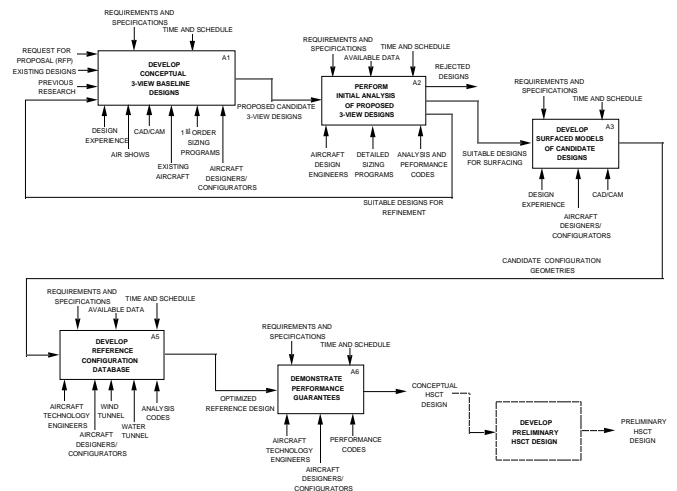 REQUIREMENTS AND
SPECIFICATIONS
TIME AND SCHEDULE
REQUEST FOR
PROPOSAL (RFP)
EXISTING DESIGNS
PREVIOUS
RESEARCH
A1
DEVELOP
CONCEPTUAL
3-VIEW BASELINE
DESIGNS
DESIGN
EXPERIENCE
AIR SHOWS
CAD/CAM
EXISTING
AIRCRAFT
1st ORDER
SIZING
PROGRAMS
AIRCRAFT
DESIGNERS/
CONFIGURATORS
PROPOSED CANDIDATE
3-VIEW DESIGNS
REQUIREMENTS AND
SPECIFICATIONS
AVAILABLE DATA
TIME AND SCHEDULE
A2
PERFORM
INITIAL ANALYSIS
OF PROPOSED
3-VIEW DESIGNS
REJECTED
DESIGNS
AIRCRAFT
DESIGN
ENGINEERS
DETAILED
SIZING
PROGRAMS
ANALYSIS AND
PEFORMANCE
CODES
SUITABLE DESIGNS FOR
REFINEMENT
SUITABLE DESIGNS
FOR SURFACING
REQUIREMENTS AND
SPECIFICATIONS
TIME AND SCHEDULE
A3
DEVELOP
SURFACED MODELS
OF CANDIDATE
DESIGNS
DESIGN
EXPERIENCE
AIRCRAFT
DESIGNERS/
CONFIGURATORS
CAD/CAM
CANDIDATE CONFIGURATION
GEOMETRIES
REQUIREMENTS AND
SPECIFICATIONS
AVAILABLE DATA
TIME AND SCHEDULE
A5
DEVELOP
REFERENCE
CONFIGURATION
DATABASE
AIRCRAFT
TECHNOLOGY
ENGINEERS
AIRCRAFT
DESIGNERS/
CONFIGURATORS
WIND
TUNNEL
WATER
TUNNEL
ANALYSIS
CODES
OPTIMIZED
REFERENCE DESIGN
REQUIREMENTS AND
SPECIFICATIONS
TIME AND SCHEDULE
A6
DEMONSTRATE
PERFORMANCE
GUARANTEES
AIRCRAFT
TECHNOLOGY
ENGINEERS
AIRCRAFT
DESIGNERS/
CONFIGURATORS
PERFORMANCE
CODES
CONCEPTUAL
HSCT
DESIGN
DEVELOP
PRELIMINARY
HSCT DESIGN
PRELIMINARY
HSCT
DESIGN